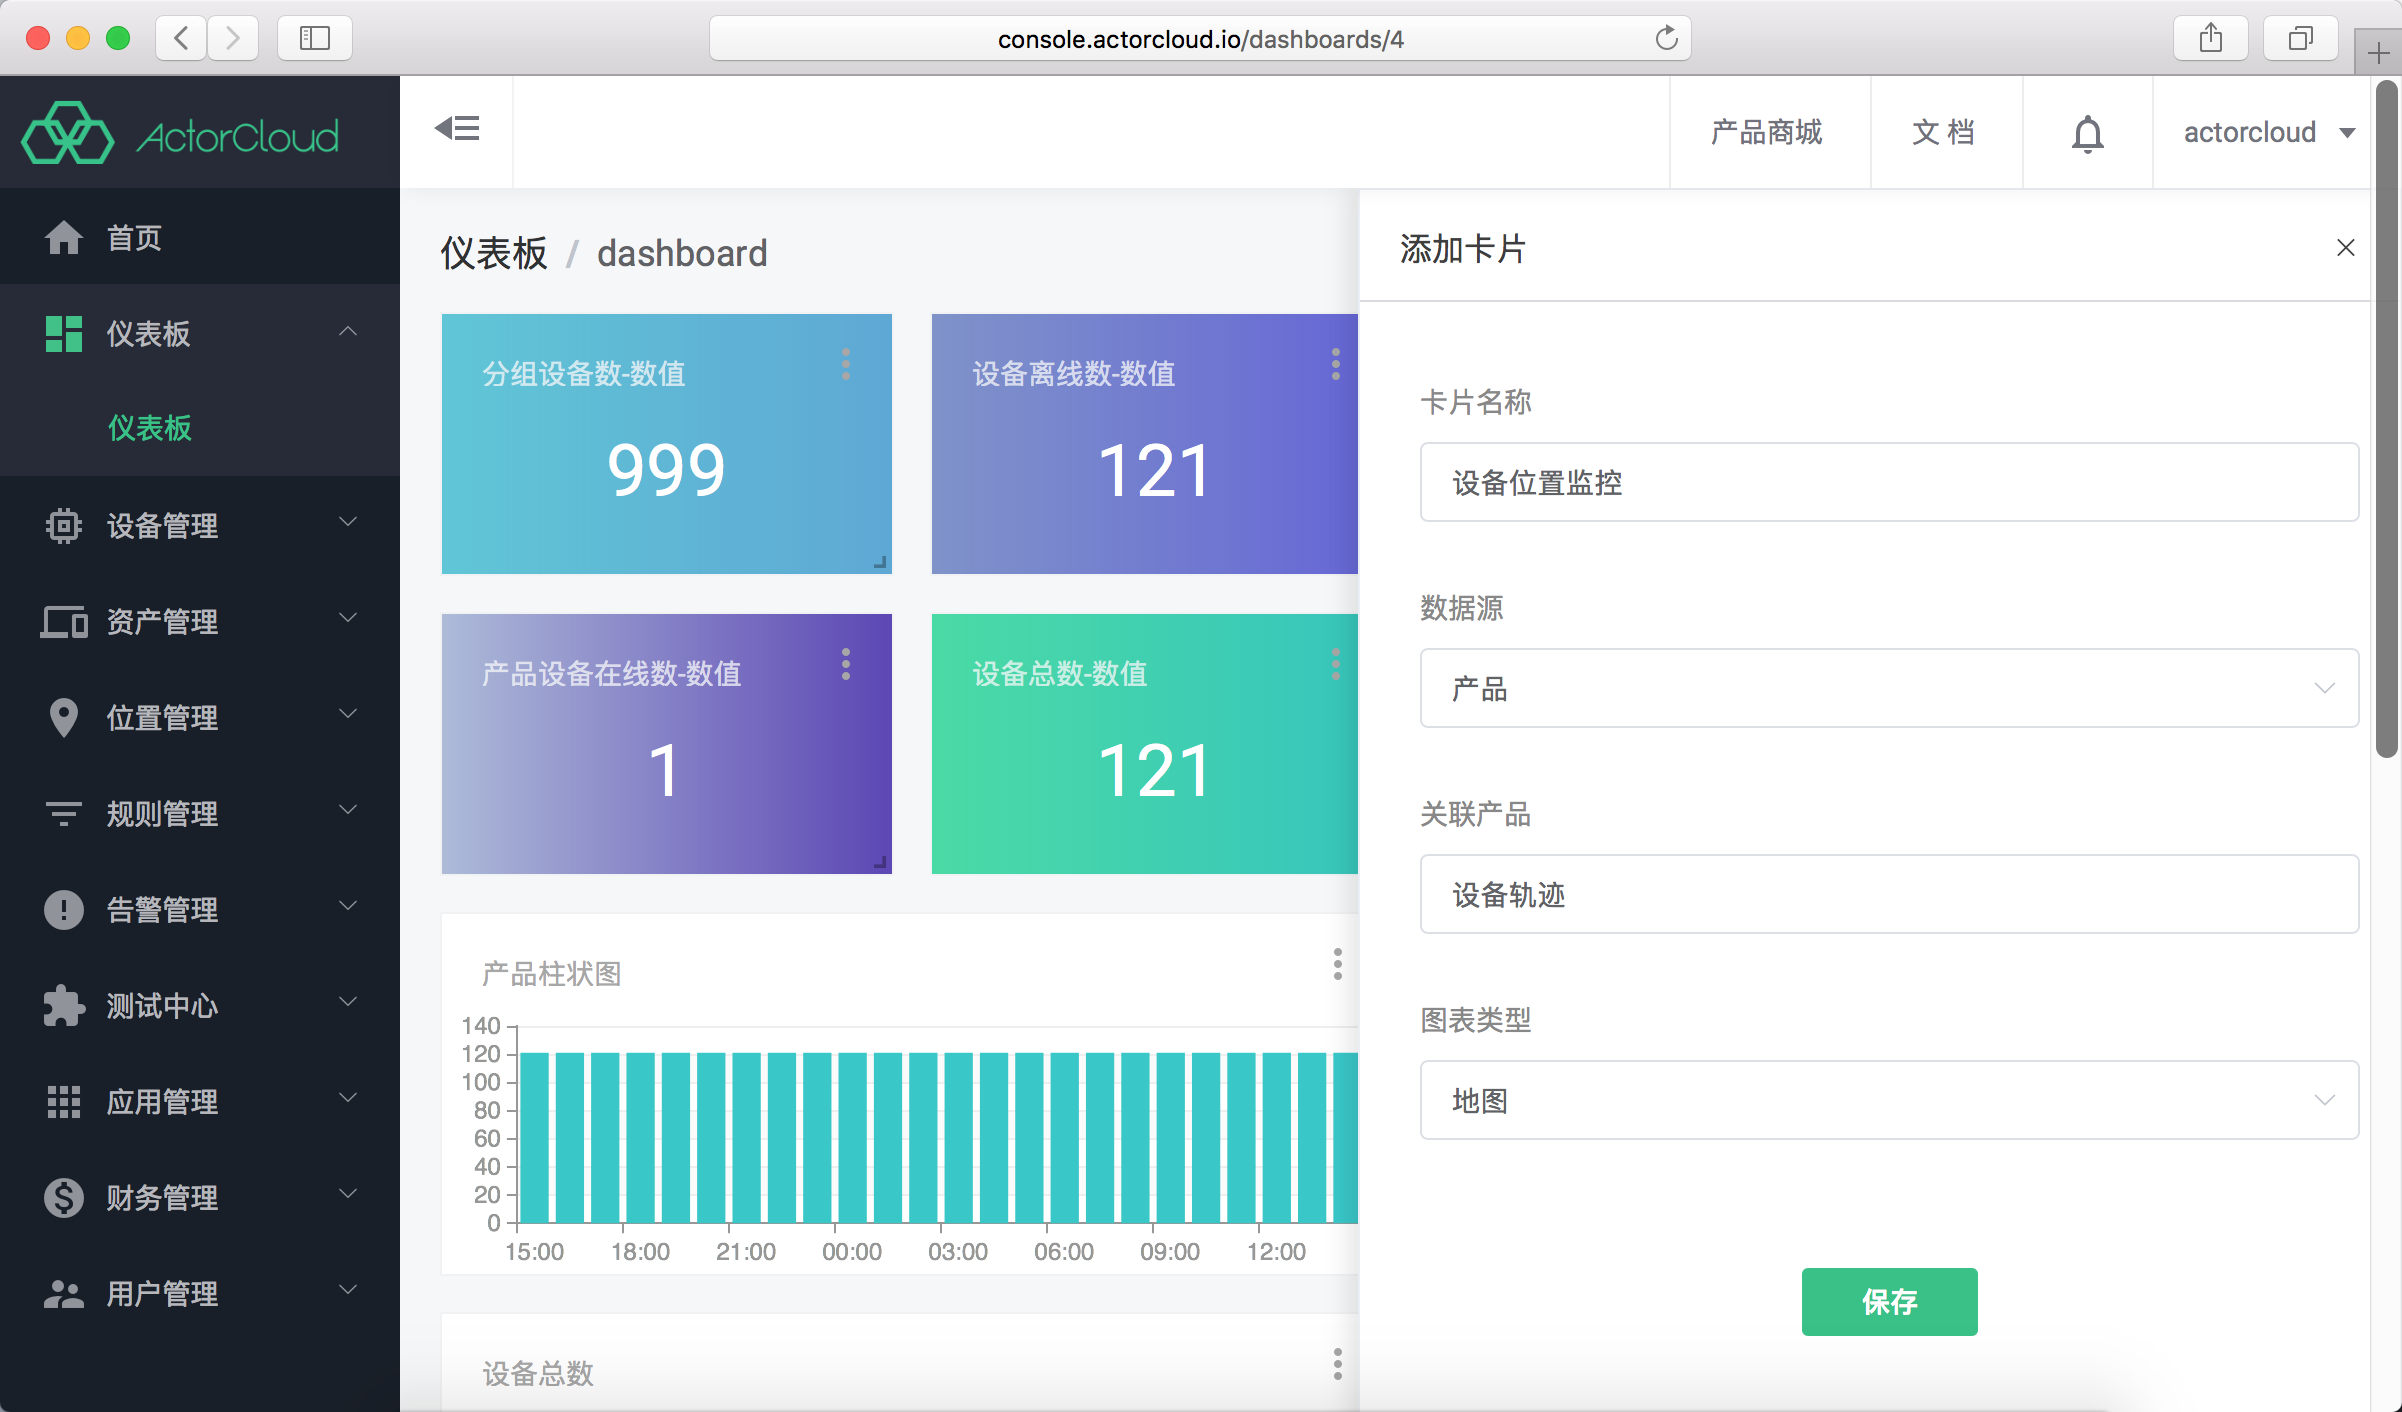 console.actorcloud.io/dashboards/4
ActorCloud
产品商城
文 档
actorcloud
首页
仪表板
仪表板
设备管理
资产管理
位置管理
规则管理
告警管理
测试中心
应用管理
财务管理
用户管理
仪表板 / dashboard
分组设备数-数值
999
设备离线数-数值
121
产品设备在线数-数值
1
设备总数-数值
121
产品柱状图
140
120
100
80
60
40
20
0
15:00 18:00 21:00 00:00 03:00 06:00 09:00 12:00
设备总数
添加卡片
卡片名称
设备位置监控
数据源
产品
关联产品
设备轨迹
图表类型
地图
保存